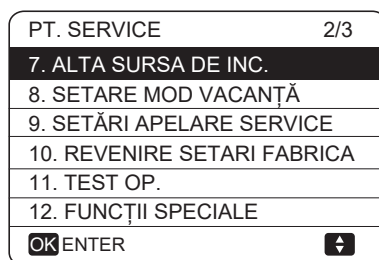 PT. SERVICE 2/3
7. ALTA SURSA DE INC.
8. SETARE MOD VACANȚĂ
9. SETĂRI APELARE SERVICE
10. REVENIRE SETARI FABRICA
11. TEST OP.
12. FUNCȚII SPECIALE
OK ENTER